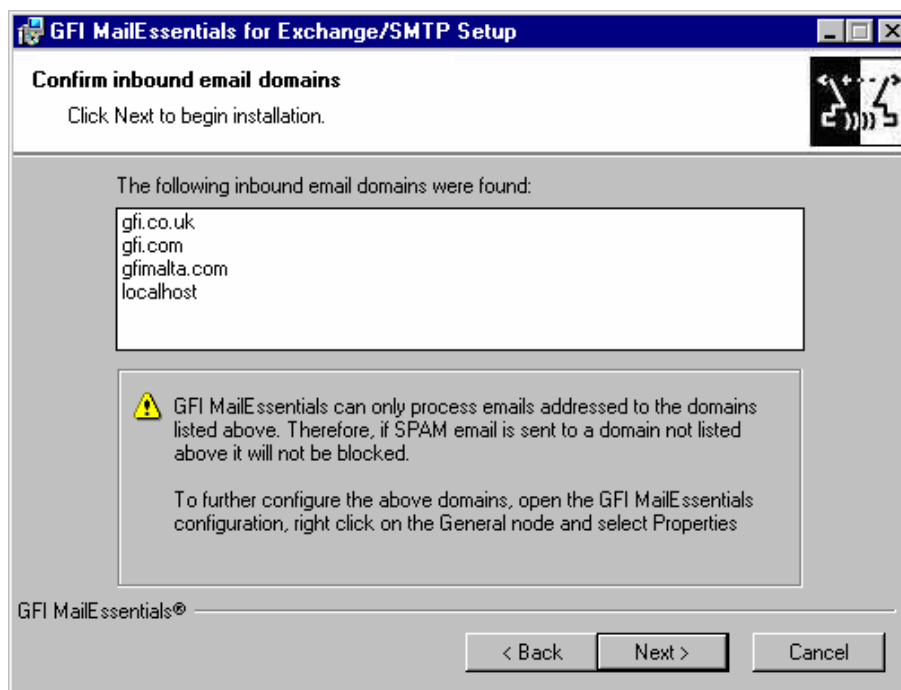 GFI MailEssentials for Exchange/SMTP Setup
Confirm inbound email domains
Click Next to begin installation.
The following inbound email domains were found:
gfi.co.uk
gfi.com
gfimalta.com
localhost
GFI MailEssentials can only process emails addressed to the domains
listed above. Therefore, if SPAM email is sent to a domain not listed
above it will not be blocked.
To further configure the above domains, open the GFI MailEssentials
configuration, right click on the General node and select Properties
GFI MailEssentials®
< Back
Next >
Cancel